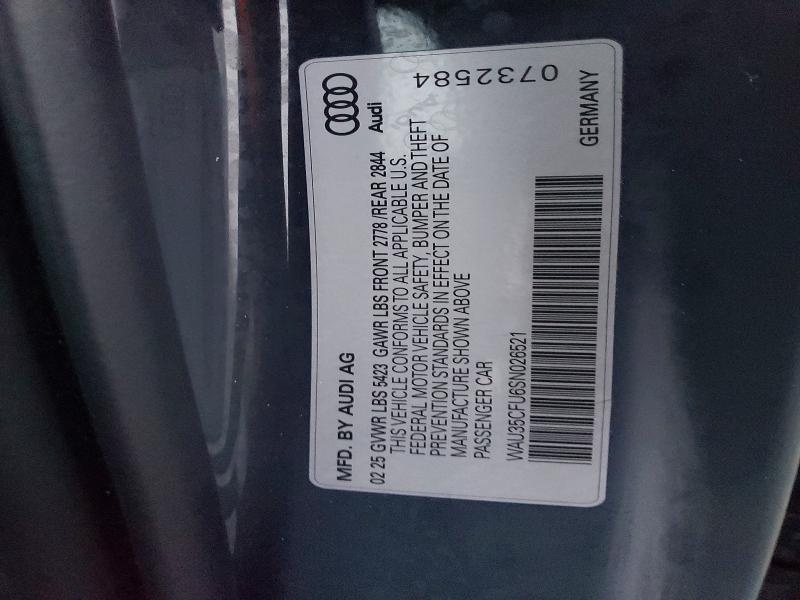 MFD. BY AUDI AG
Audi
02 25 GVWR LBS 5423 GAWR LBS FRONT 2778 /REAR 2844
THIS VEHICLE CONFORMS TO ALL APPLICABLE U.S.
FEDERAL MOTOR VEHICLE SAFETY, BUMPER AND THEFT
PREVENTION STANDARDS IN EFFECT ON THE DATE OF
MANUFACTURE SHOWN ABOVE
PASSENGER CAR
WAU35CFU6SN026521
GERMANY
0732584